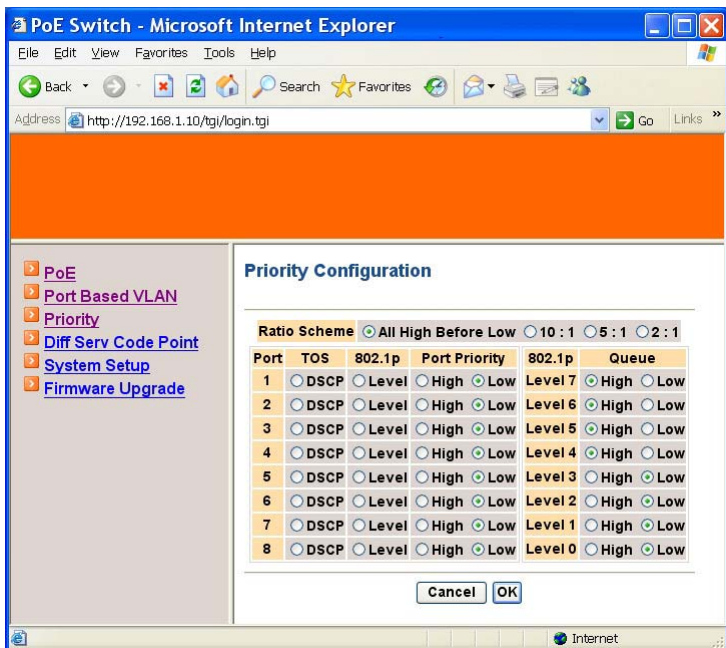 PoE Switch - Microsoft Internet Explorer
File Edit View Favorites Tools Help
Back Search Favorites
Address http://192.168.1.10/tgi/login.tgi Go Links »
PoE
Port Based VLAN
Priority
Diff Serv Code Point
System Setup
Firmware Upgrade
Priority Configuration
Ratio Scheme All High Before Low 10 : 1 5 : 1 2 : 1
Port TOS 802.1p Port Priority 802.1p Queue
1 DSCP Level High Low Level 7 High Low
2 DSCP Level High Low Level 6 High Low
3 DSCP Level High Low Level 5 High Low
4 DSCP Level High Low Level 4 High Low
5 DSCP Level High Low Level 3 High Low
6 DSCP Level High Low Level 2 High Low
7 DSCP Level High Low Level 1 High Low
8 DSCP Level High Low Level 0 High Low
Cancel OK
Internet